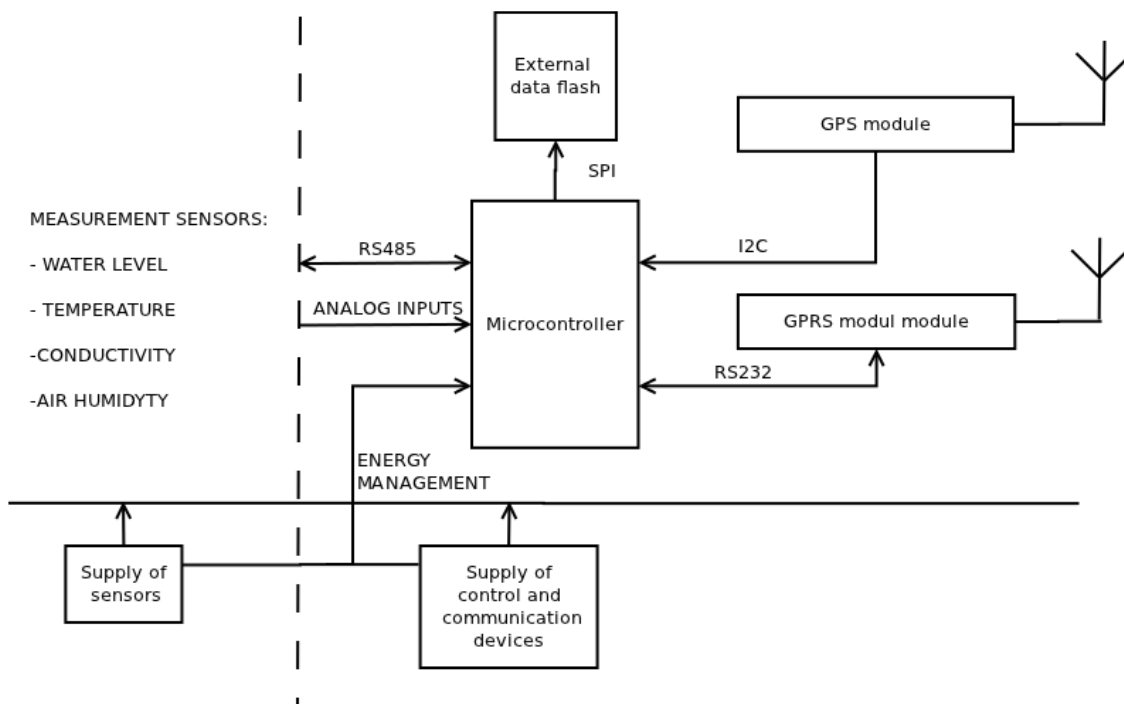 External
data flash
GPS module
SPI
MEASUREMENT SENSORS:
- WATER LEVEL
- TEMPERATURE
-CONDUCTIVITY
-AIR HUMIDYTY
RS485
ANALOG INPUTS
Microcontroller
I2C
GPRS modul module
RS232
ENERGY
MANAGEMENT
Supply of
sensors
Supply of
control and
communication
devices